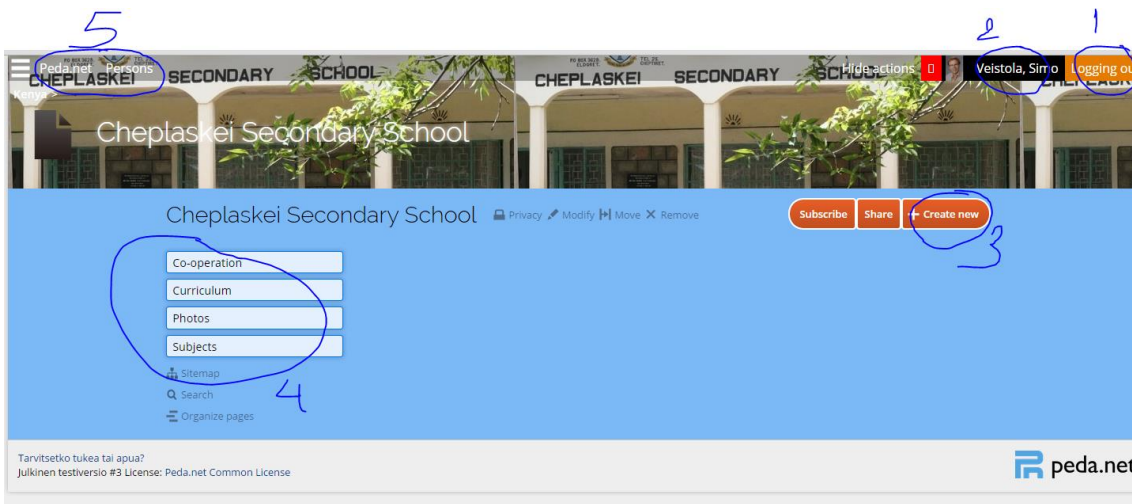 5 2 1
Peda.net Persons
Kenya
Hide actions Veistola, Simo Logging ou
CHEPLASKEI SECONDARY SCHOOL CHEPLASKEI SECONDARY SCH
Cheplaskei Secondary School
Cheplaskei Secondary School Privacy Modify Move Remove
Subscribe Share + Create new
3
Co-operation
Curriculum
Photos
Subjects
4
Sitemap
Search
Organize pages
Tarvitsetko tukea tai apua?
Julkinen testiversio #3 License: Peda.net Common License
peda.net